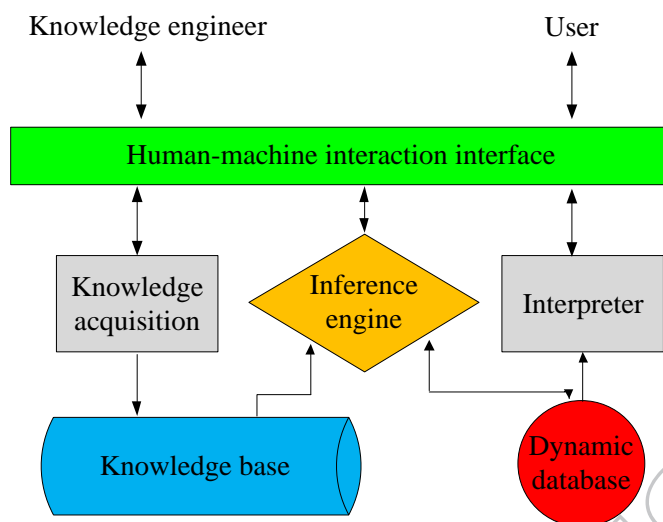 Knowledge engineer
User
Human-machine interaction interface
Knowledge
acquisition
Inference
engine
Interpreter
Knowledge base
Dynamic
database